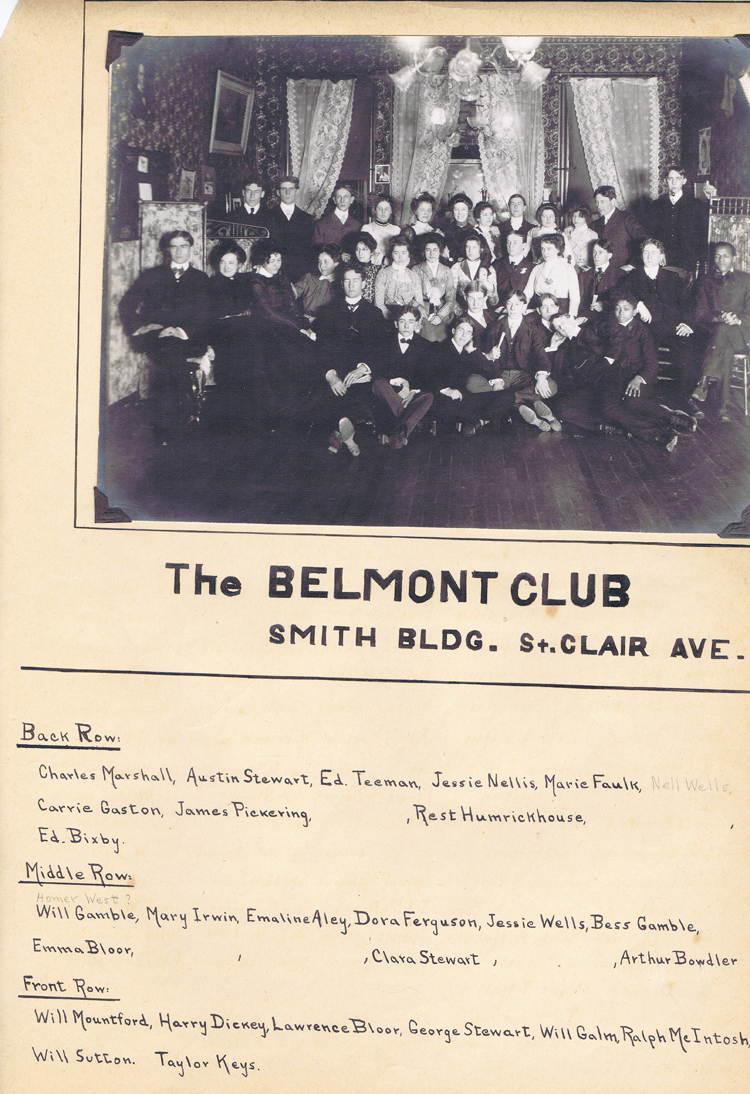 The BELMONT CLUB
SMITH BLDG. St. CLAIR AVE.
Back Row:
Charles Marshall, Austin Stewart, Ed. Teeman, Jessie Nellis, Marie Faulk, Nell Wells,
Carrie Gaston, James Pickering, , Rest Humrickhouse, ,
Ed. Bixby.
Middle Row:
Homer West?
Will Gamble, Mary Irwin, Emaline Aley, Dora Ferguson, Jessie Wells, Bess Gamble,
Emma Bloor, , , Clara Stewart , , Arthur Bowdler
Front Row:
Will Mountford, Harry Dickey, Lawrence Bloor, George Stewart, Will Galm, Ralph McIntosh,
Will Sutton. Taylor Keys.